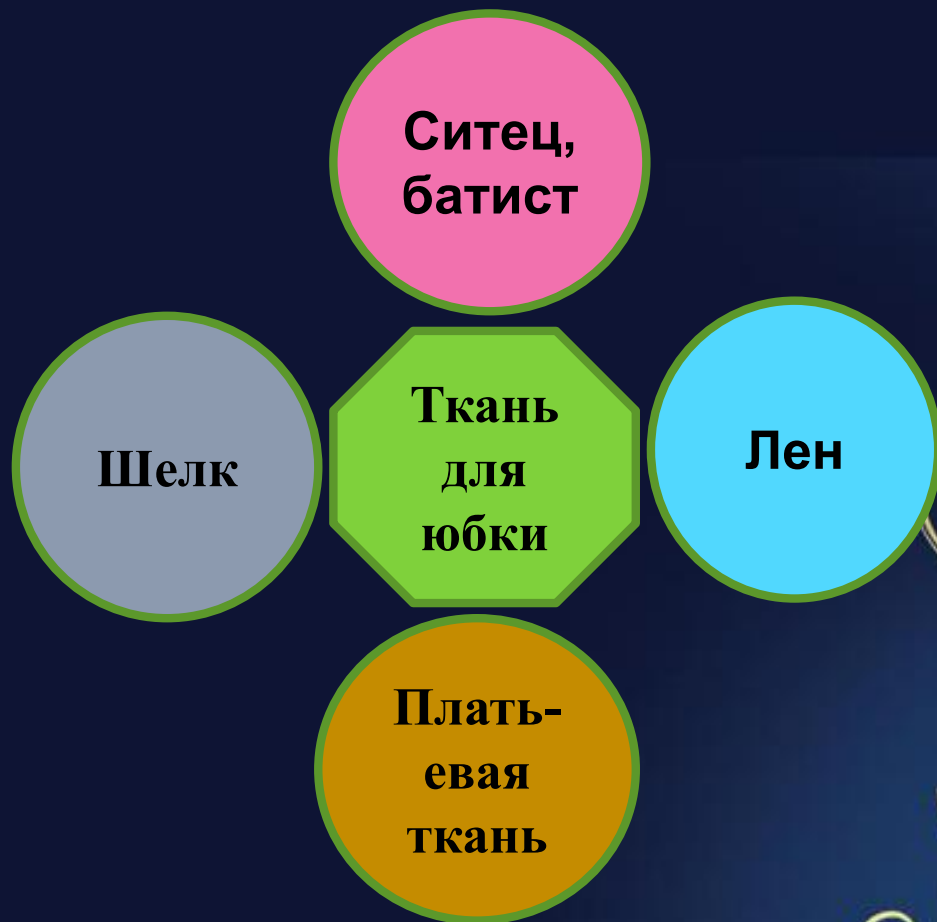 Ситец,
батист
Шелк
Ткань
для
юбки
Лен
Плать-
евая
ткань